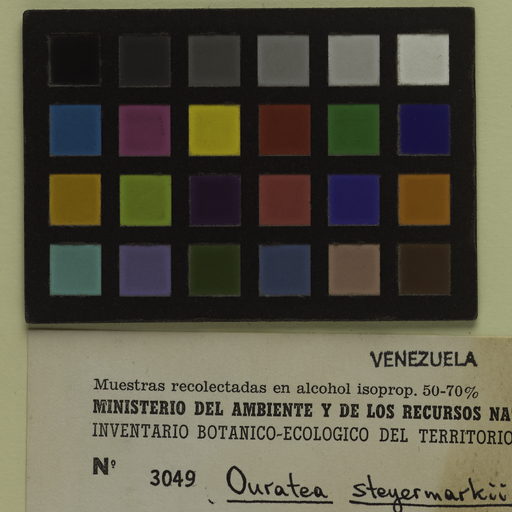 VENEZUELA
Muestras recolectadas en alcohol isoprop. 50-70%
MINISTERIO DEL AMBIENTE Y DE LOS RECURSOS NA
INVENTARIO BOTANICO-ECOLOGICO DEL TERRITORIO
Nº 3049 Ouratea steyermarkii